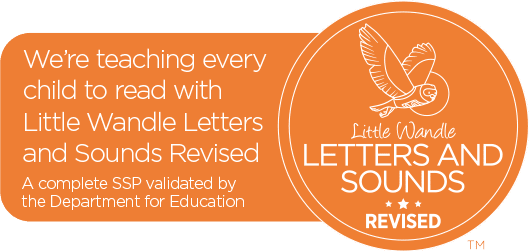 We're teaching every
child to read with
Little Wandle Letters
and Sounds Revised
A complete SSP validated by
the Department for Education
Little Wandle
LETTERS AND
SOUNDS
REVISED
TM